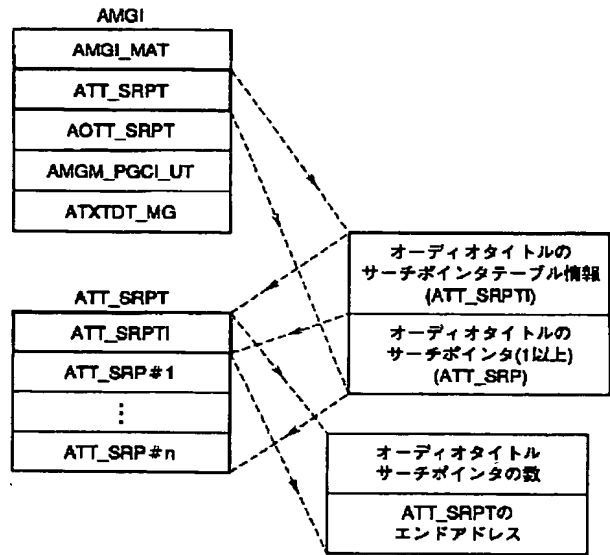 AMGI
AMGI_MAT
ATT_SRPT
AOTT_SRPT
AMGM_PGCI_UT
ATXTDT_MG
オーディオタイトルの
サーチポインタテーブル情報
(ATT_SRPTI)
オーディオタイトルの
サーチポインタ(1以上)
(ATT_SRP)
ATT_SRPT
ATT_SRPTI
ATT_SRP#1
⋮
ATT_SRP#n
オーディオタイトル
サーチポインタの数
ATT_SRPTの
エンドアドレス